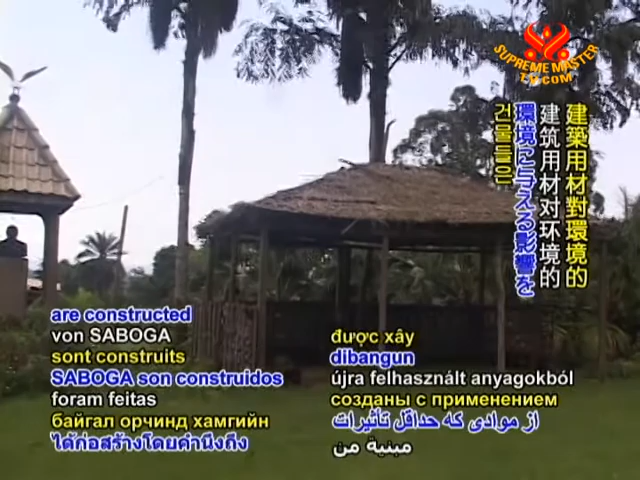 SUPREME MASTER
TV.COM
建築用材對環境的
建筑用材对环境的
環境に与える影響を
건물들은
are constructed
von SABOGA
sont construits
SABOGA son construidos
foram feitas
байгал орчинд хамгийн
ได้ก่อสร้างโดยคำนึงถึง
được xây
dibangun
újra felhasznált anyagokból
созданы с применением
از موادی که حداقل تأثیرات
مبنية من